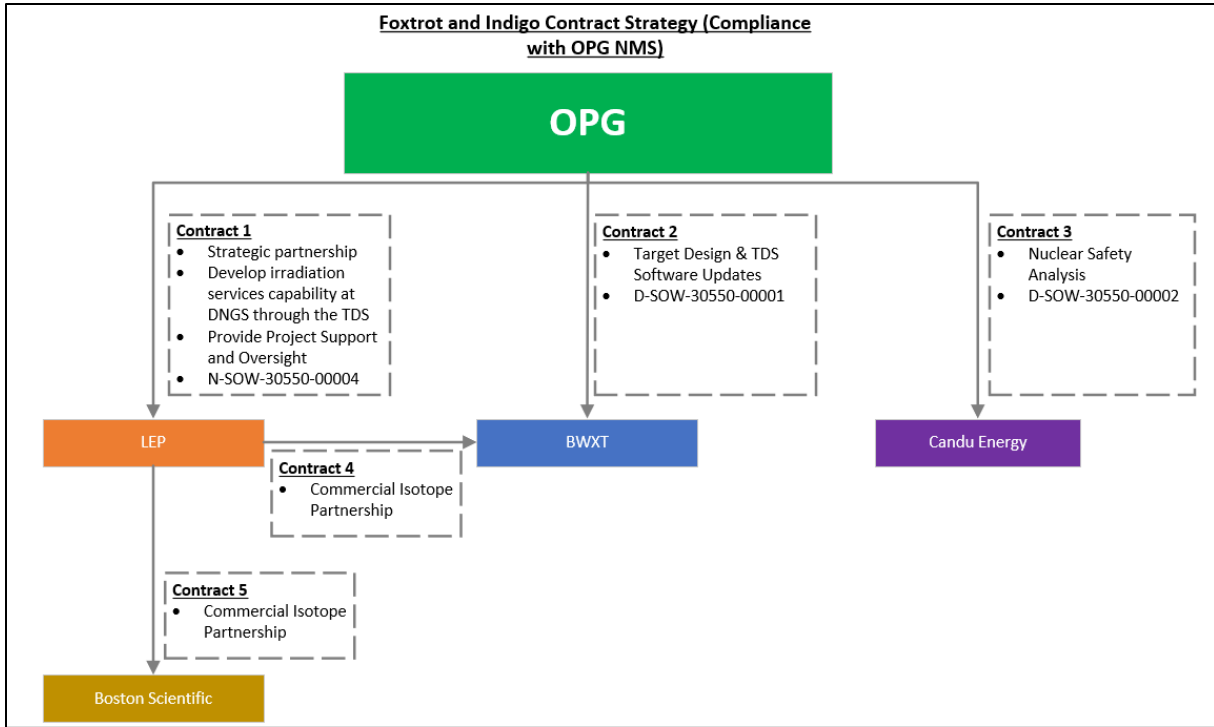 Foxtrot and Indigo Contract Strategy (Compliance
with OPG NMS)
OPG
Contract 1
• Strategic partnership
• Develop irradiation
services capability at
DNGS through the TDS
• Provide Project Support
and Oversight
• N-SOW-30550-00004
Contract 2
• Target Design & TDS
Software Updates
• D-SOW-30550-00001
Contract 3
• Nuclear Safety
Analysis
• D-SOW-30550-00002
LEP
BWXT
Candu Energy
Contract 4
• Commercial Isotope
Partnership
Contract 5
• Commercial Isotope
Partnership
Boston Scientific